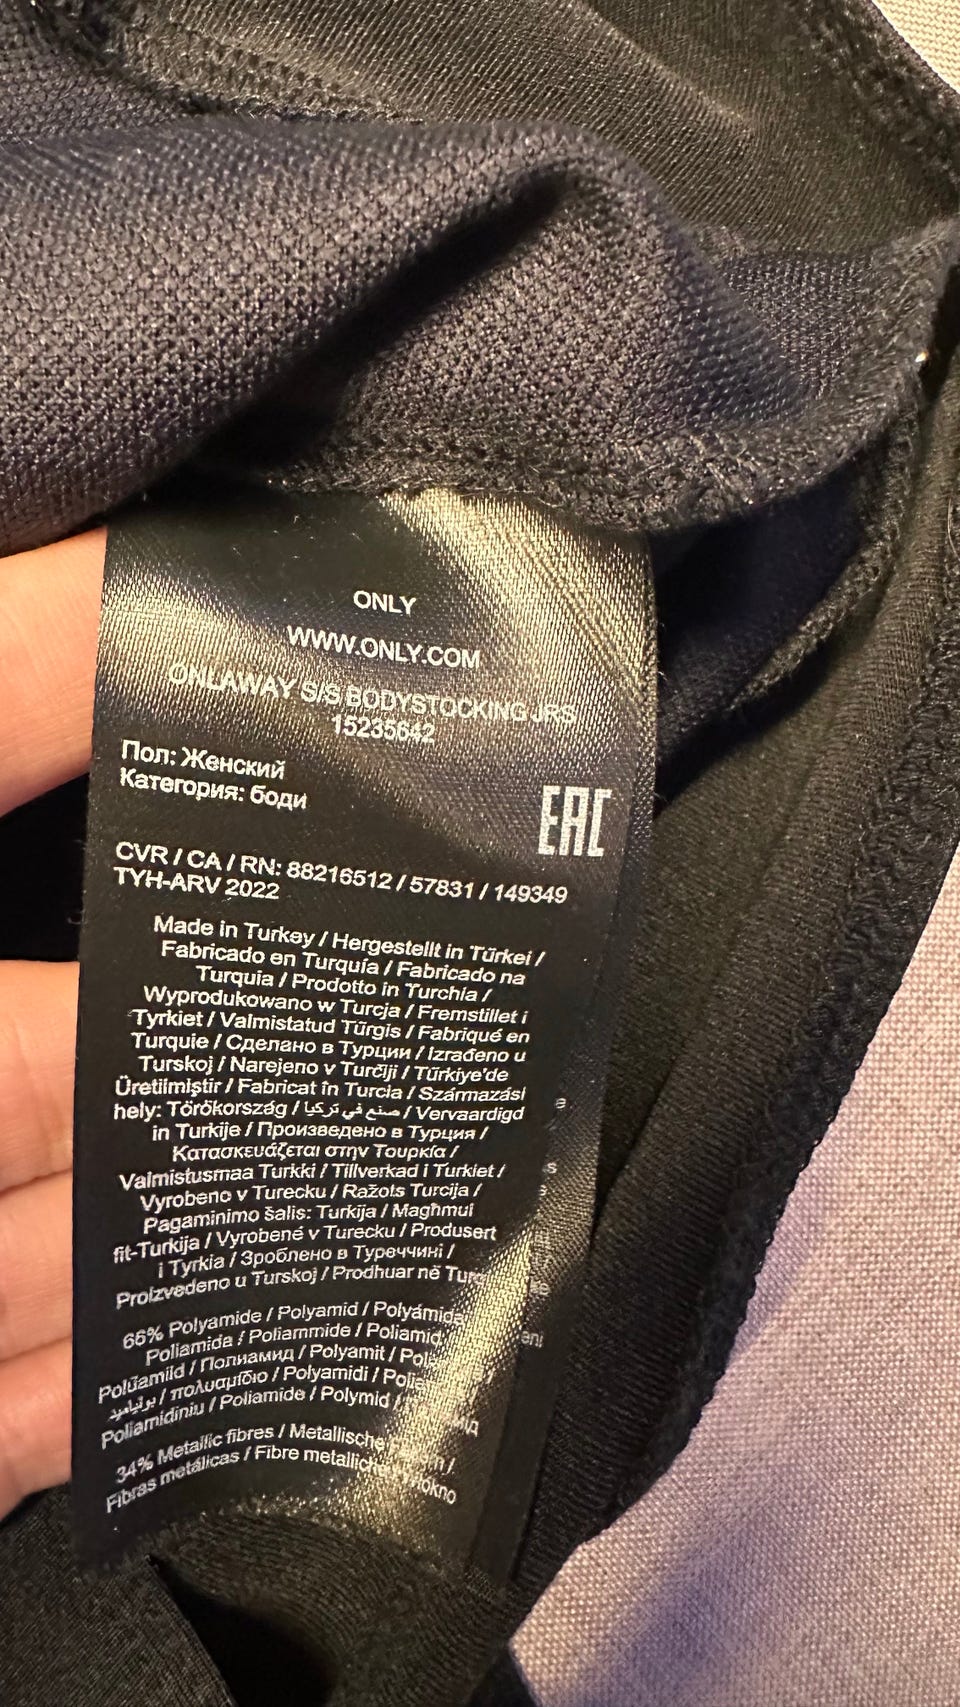 ONLY
WWW.ONLY.COM
ONLAWAY S/S BODYSTOCKING JRS
15235642
Пол: Женский
Категория: боди
EAC
CVR / CA / RN: 88216512 / 57831 / 149349
TYH-ARV 2022
Made in Turkey / Hergestellt in Türkei /
Fabricado en Turquía / Fabricado na
Turquia / Prodotto in Turchia /
Wyprodukowano w Turcja / Fremstillet i
Tyrkiet / Valmistatud Türgis / Fabriqué en
Turquie / Сделано в Турции / Izrađeno u
Turskoj / Narejeno v Turčiji / Türkiye'de
Üretilmiştir / Fabricat în Turcia / Származási
hely: Törökország / صنع في تركيا / Vervaardigd
in Turkije / Произведено в Турция /
Κατασκευάζεται στην Τουρκία /
Valmistusmaa Turkki / Tillverkad i Turkiet /
Vyrobeno v Turecku / Ražots Turcija /
Pagaminimo šalis: Turkija / Magħmul
fit-Turkija / Vyrobené v Turecku / Produsert
i Tyrkia / Зроблено в Туреччині /
Proizvedeno u Turskoj / Prodhuar në
66% Polyamide / Polyamid / Polyamida
Poliamida / Poliammide / Poliamid
Polüamiid / Полиамид / Polyamit /
/ πολυαμίδιο / Polyamidi /
Poliamidiniu / Poliamide / Polymid /
34% Metallic fibres / Metallische /
Fibras metálicas / Fibre metalliche